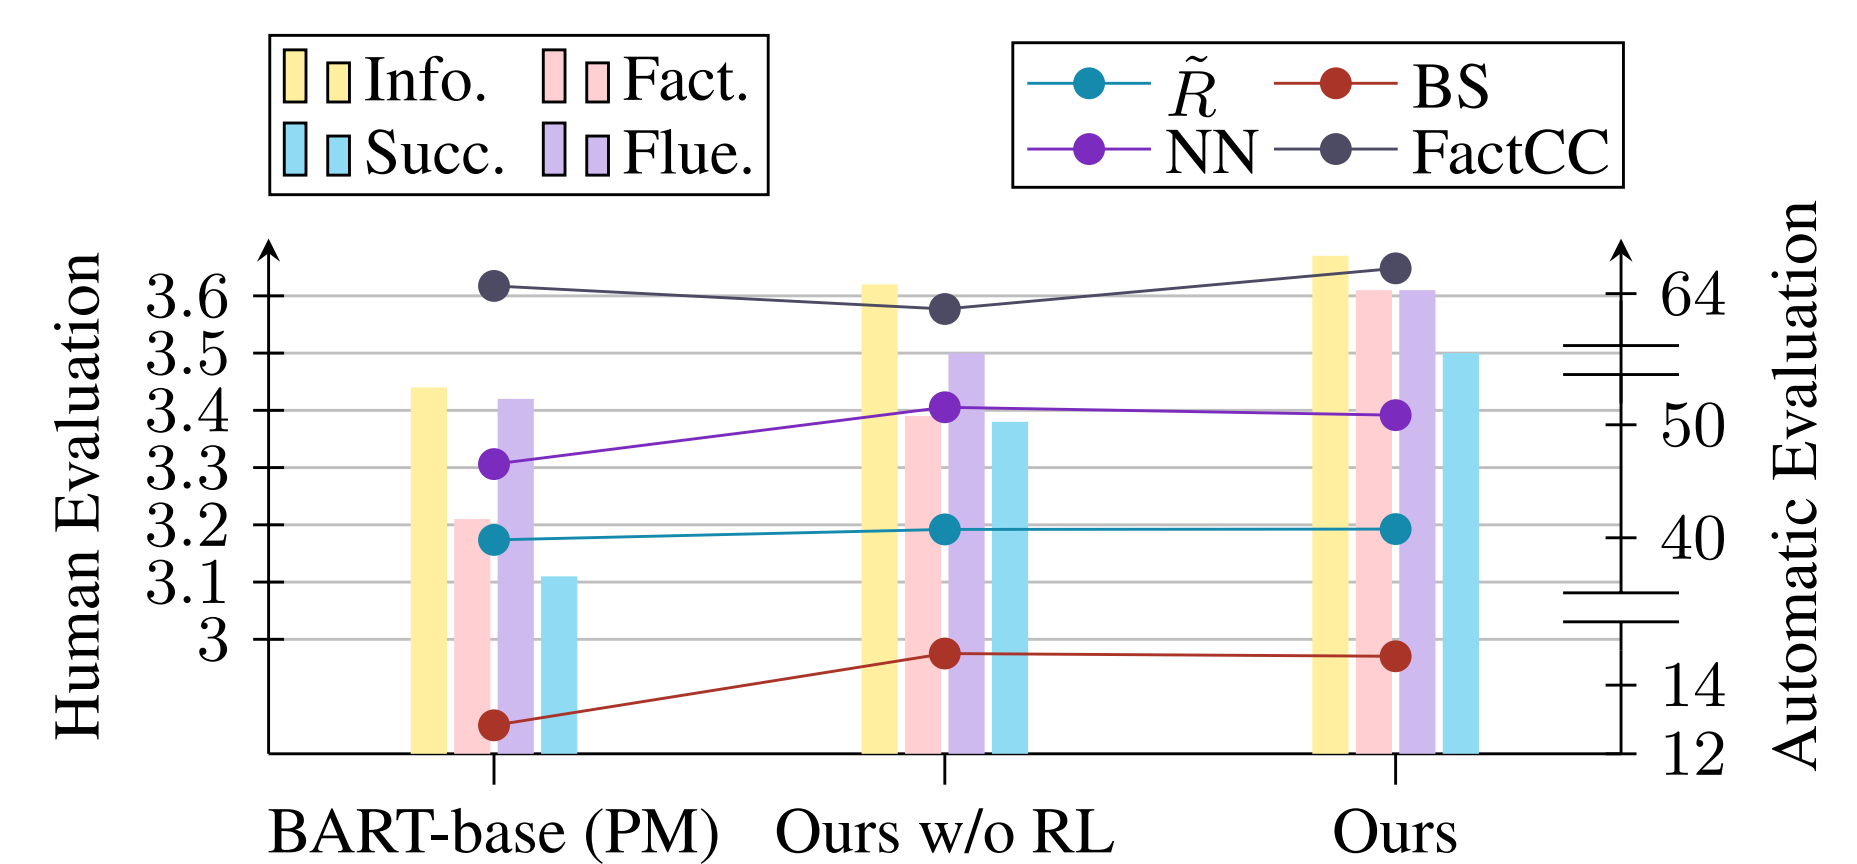 Info. Fact.
Succ. Flue.
R̃ BS
NN FactCC
Human Evaluation
3.6
3.5
3.4
3.3
3.2
3.1
3
64
50
40
14
12
Automatic Evaluation
BART-base (PM) Ours w/o RL Ours